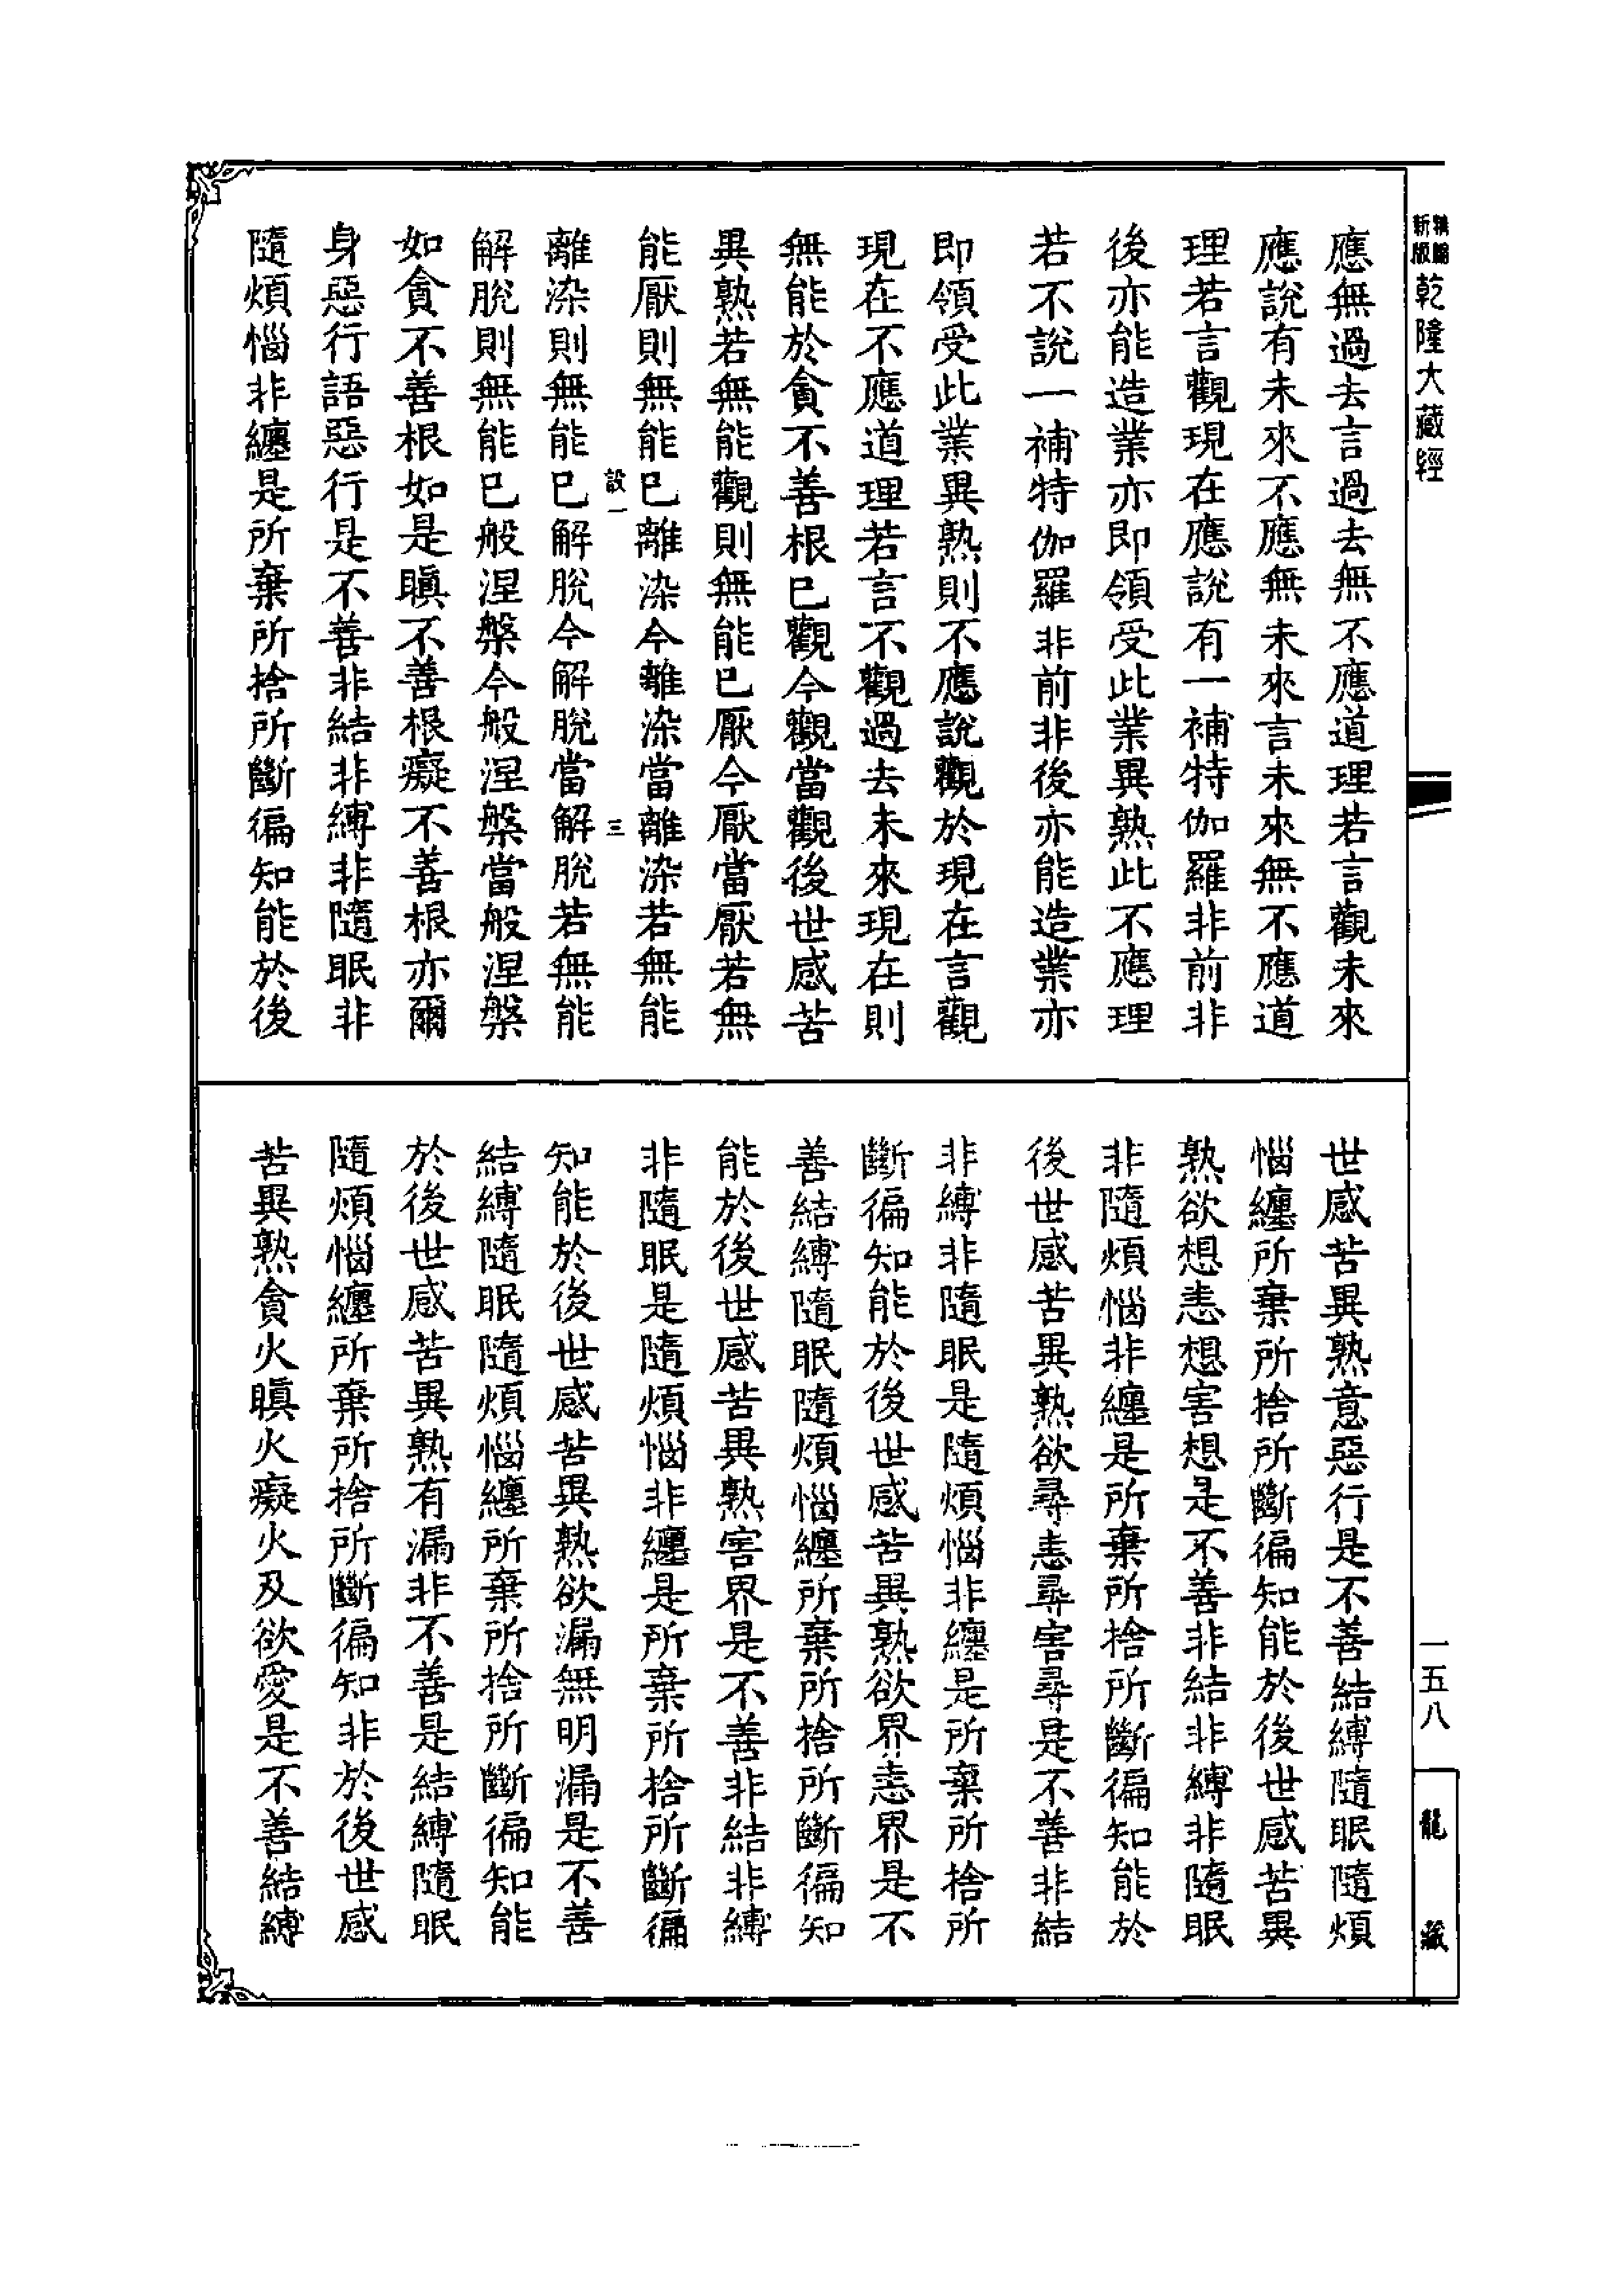 精編新版乾隆大藏經
應無過去言過去無不應道理若言觀未來
應說有未來不應無未來言未來無不應道
理若言觀現在應說有一補特伽羅非前非
後亦能造業亦即領受此業異熟此不應理
若不說一補特伽羅非前非後亦能造業亦
即領受此業異熟則不應說觀於現在言觀
現在不應道理若言不觀過去未來現在則
無能於貪不善根已觀今觀當觀後世感苦
異熟若無能觀則無能已厭今厭當厭若無
能厭則無能已離染今離染當離染若無能
設一 三
離染則無能已解脫今解脫當解脫若無能
解脫則無能已般涅槃今般涅槃當般涅槃
如貪不善根如是瞋不善根癡不善根亦爾
身惡行語惡行是不善非結非縛非隨眠非
隨煩惱非纏是所棄所捨所斷徧知能於後
世感苦異熟意惡行是不善結縛隨眠隨煩
惱纏所棄所捨所斷徧知能於後世感苦異
熟欲想恚想害想是不善非結非縛非隨眠
非隨煩惱非纏是所棄所捨所斷徧知能於
後世感苦異熟欲尋恚尋害尋是不善非結
非縛非隨眠是隨煩惱非纏是所棄所捨所
斷徧知能於後世感苦異熟欲界恚界是不
善結縛隨眠隨煩惱纏所棄所捨所斷徧知
能於後世感苦異熟害界是不善非結非縛
非隨眠是隨煩惱非纏是所棄所捨所斷徧
知能於後世感苦異熟欲漏無明漏是不善
結縛隨眠隨煩惱纏所棄所捨所斷徧知能
於後世感苦異熟有漏非不善是結縛隨眠
隨煩惱纏所棄所捨所斷徧知非於後世感
苦異熟貪火瞋火癡火及欲愛是不善結縛
一五八
龍藏